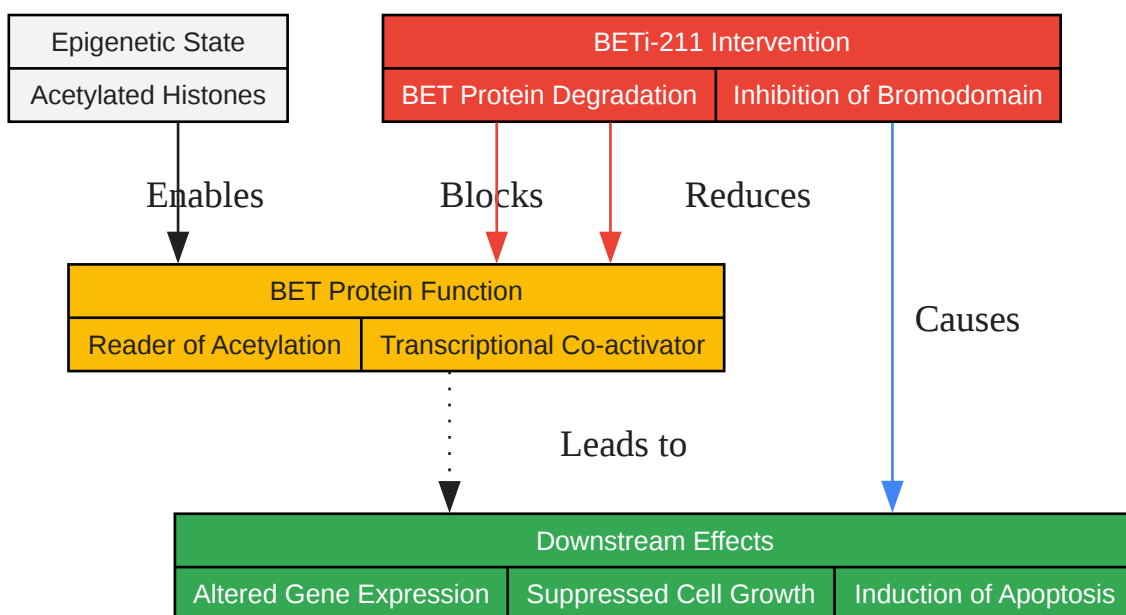 Epigenetic State
Acetylated Histones
BETi-211 Intervention
BET Protein Degradation
Inhibition of Bromodomain
Enables
Blocks
Reduces
BET Protein Function
Reader of Acetylation
Transcriptional Co-activator
Causes
Leads to
Downstream Effects
Altered Gene Expression
Suppressed Cell Growth
Induction of Apoptosis